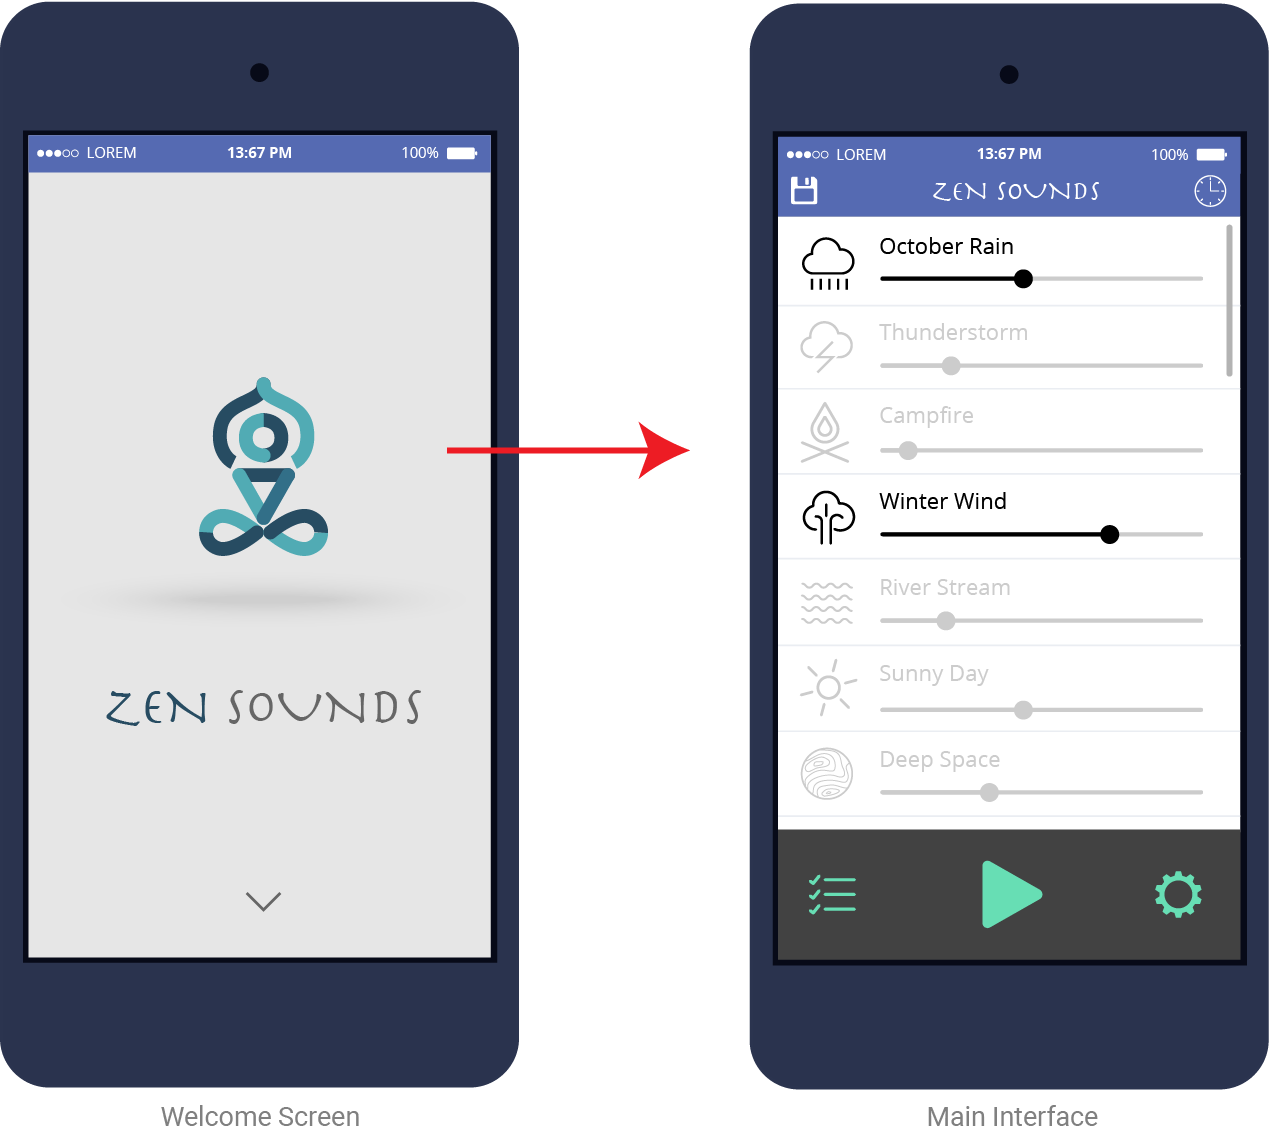 LOREM 13:67 PM 100%
ZEN SOUNDS
Welcome Screen
LOREM 13:67 PM 100%
ZEN SOUNDS
October Rain
Thunderstorm
Campfire
Winter Wind
River Stream
Sunny Day
Deep Space
Main Interface